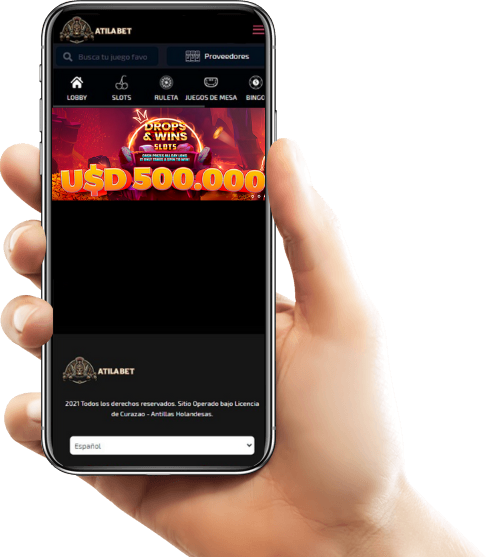 ATILABET
Busca tu juego favo
Proveedores
LOBBY SLOTS RULETA JUEGOS DE MESA BINGO
DROPS
& WINS
SLOTS
U$D 500.000
ATILABET
2021 Todos los derechos reservados. Sitio Operado bajo Licencia
de Curazao - Antillas Holandesas.
Español